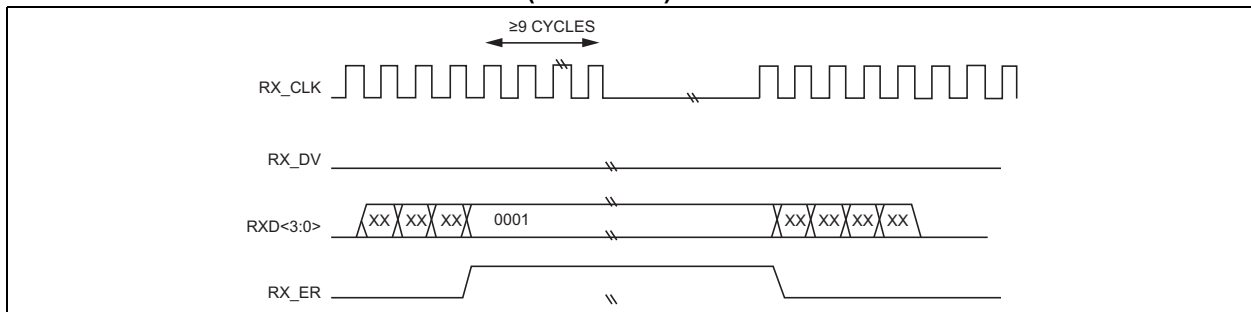 ≥9 CYCLES
RX_CLK
RX_DV
RXD<3:0> XX XX XX 0001 XX XX XX XX
RX_ER